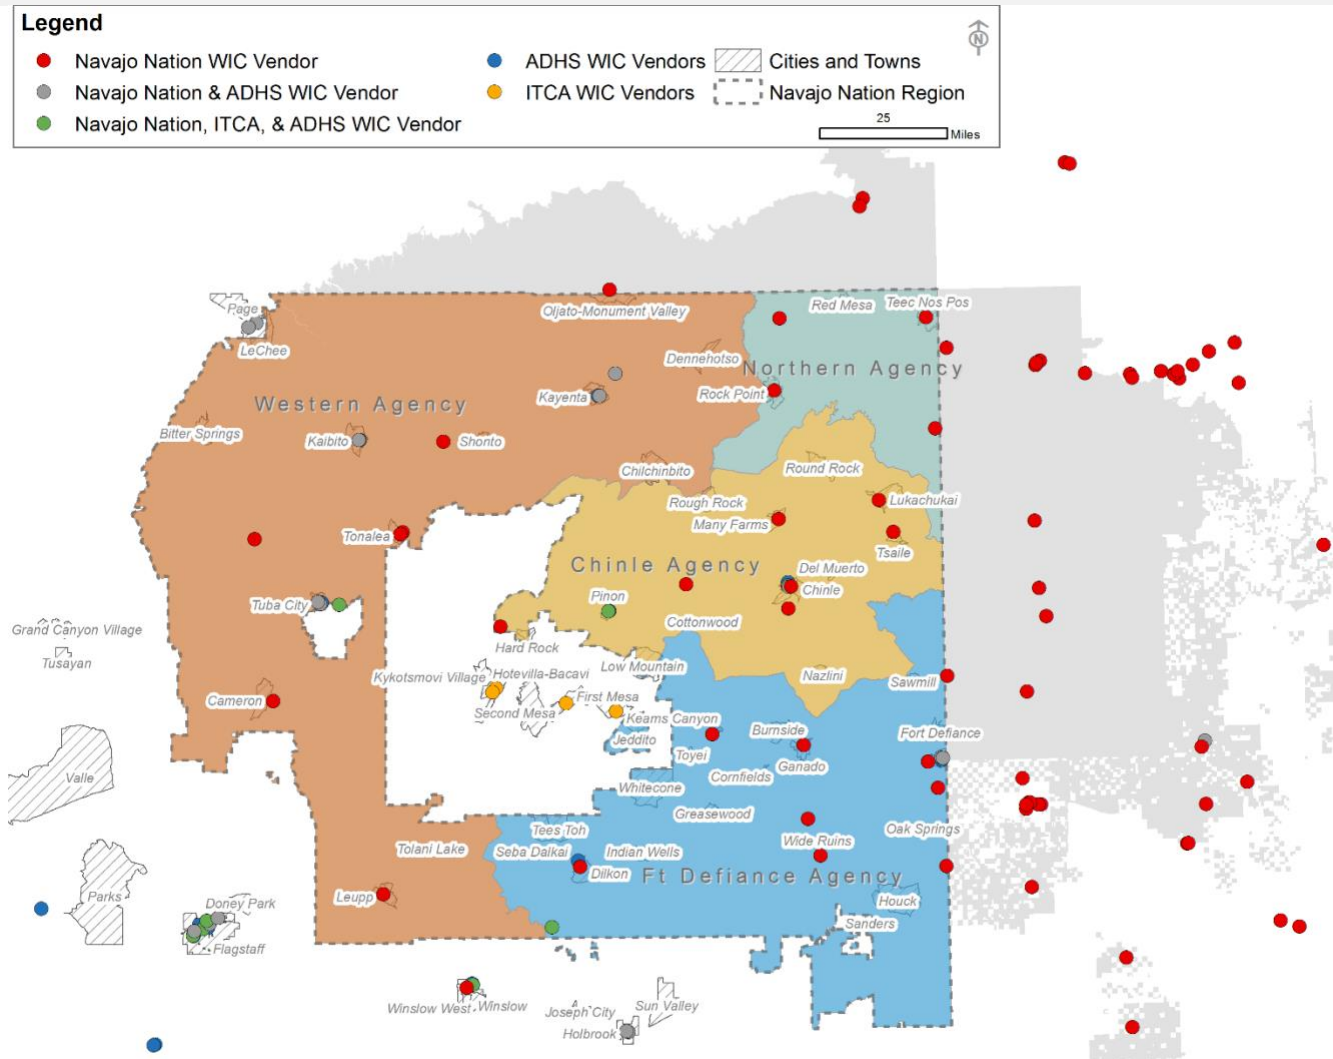 Legend
Navajo Nation WIC Vendor
Navajo Nation & ADHS WIC Vendor
Navajo Nation, ITCA, & ADHS WIC Vendor
ADHS WIC Vendors
ITCA WIC Vendors
Cities and Towns
Navajo Nation Region
N
25
Miles
Page
LeChee
Oljato-Monument Valley
Red Mesa
Teec Nos Pos
Dennehotso
Northern Agency
Kayenta
Rock Point
Western Agency
Bitter Springs
Kaibito
Shonto
Chilchinbito
Round Rock
Rough Rock
Lukachukai
Many Farms
Tonalea
Tsaile
Chinle Agency
Del Muerto
Chinle
Pinon
Tuba City
Cottonwood
Grand Canyon Village
Tusayan
Hard Rock
Low Mountain
Kykotsmovi Village
Hotevilla-Bacavi
Nazlini
Sawmill
First Mesa
Second Mesa
Cameron
Keams Canyon
Jeddito
Toyei
Burnside
Fort Defiance
Ganado
Cornfields
Valle
Whitecone
Greasewood
Tees Toh
Oak Springs
Wide Ruins
Tolani Lake
Seba Dalkai
Indian Wells
Dilkon
Ft Defiance Agency
Parks
Leupp
Houck
Doney Park
Sanders
Flagstaff
Winslow West
Winslow
Joseph City
Sun Valley
Holbrook